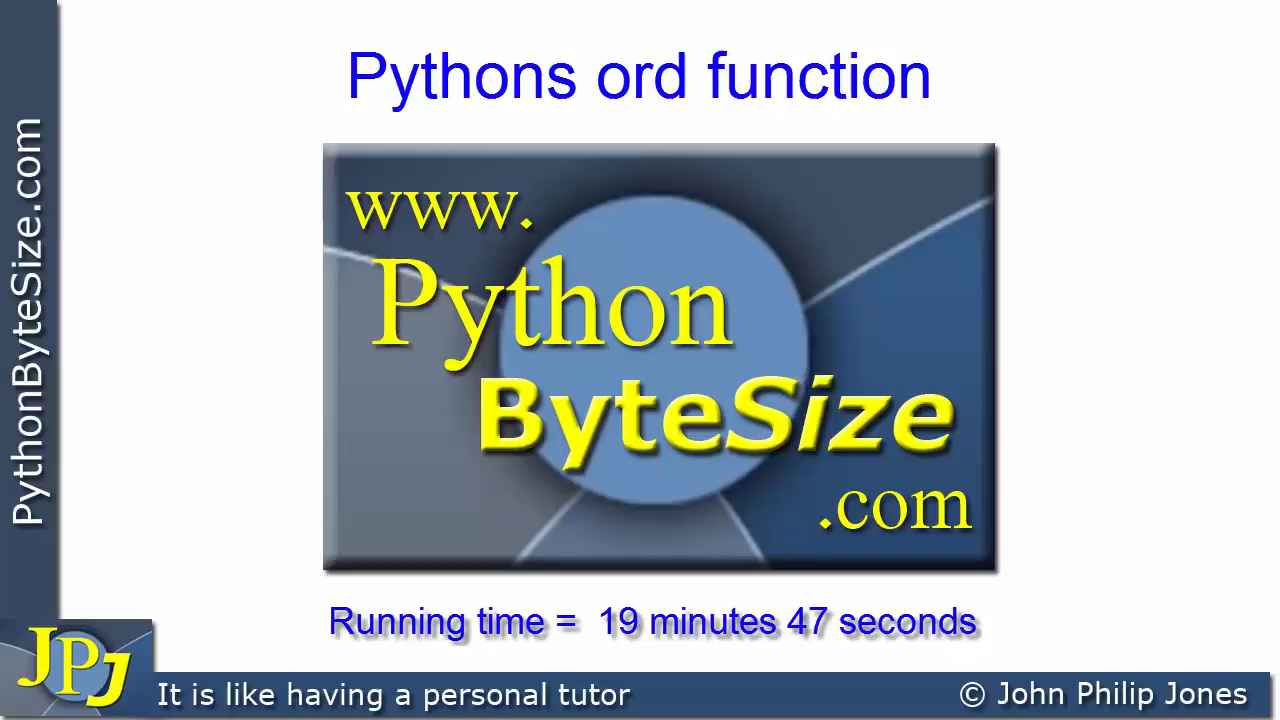 Pythons ord function
www.
Python
ByteSize
.com
Running time =  19 minutes 47 seconds
PythonByteSize.com
JPJ
It is like having a personal tutor
© John Philip Jones